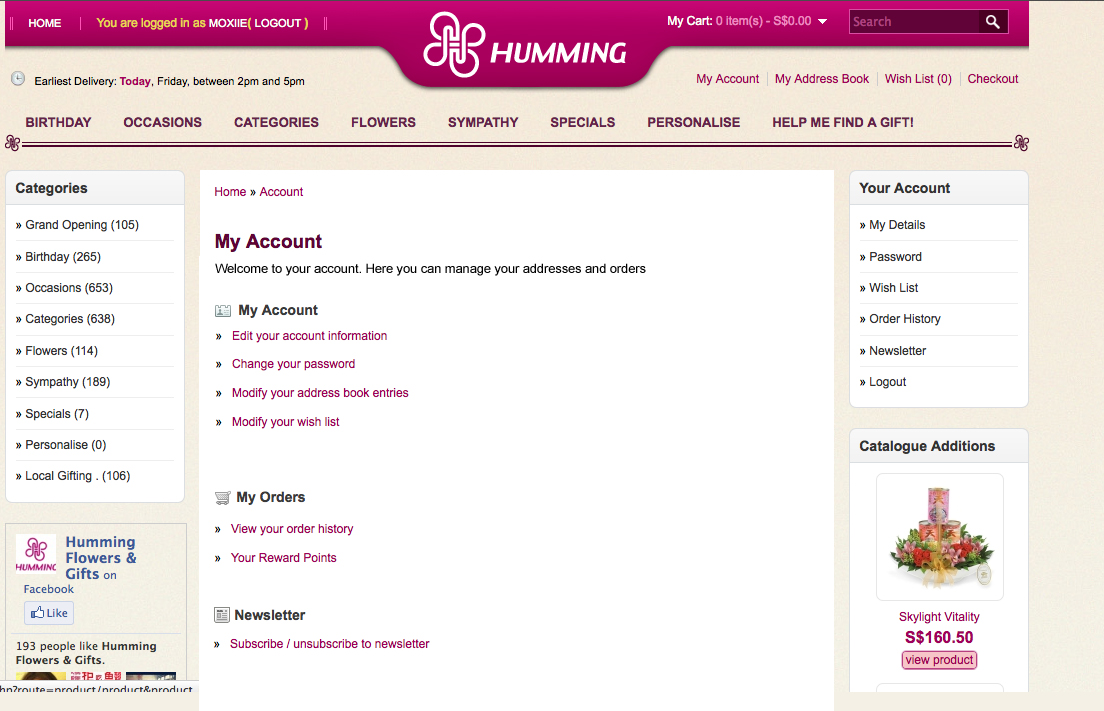 HOME | You are logged in as MOXIIE( LOGOUT )
My Cart: 0 item(s) - S$0.00
Search
HUMMING
Earliest Delivery: Today, Friday, between 2pm and 5pm
My Account | My Address Book | Wish List (0) | Checkout
BIRTHDAY OCCASIONS CATEGORIES FLOWERS SYMPATHY SPECIALS PERSONALISE HELP ME FIND A GIFT!
Categories
» Grand Opening (105)
» Birthday (265)
» Occasions (653)
» Categories (638)
» Flowers (114)
» Sympathy (189)
» Specials (7)
» Personalise (0)
» Local Gifting . (106)
HUMMING
Humming
Flowers &
Gifts on
Facebook
Like
193 people like Humming
Flowers & Gifts.
hp?route=product/product&product
Home » Account
My Account
Welcome to your account. Here you can manage your addresses and orders
My Account
» Edit your account information
» Change your password
» Modify your address book entries
» Modify your wish list
My Orders
» View your order history
» Your Reward Points
Newsletter
» Subscribe / unsubscribe to newsletter
Your Account
» My Details
» Password
» Wish List
» Order History
» Newsletter
» Logout
Catalogue Additions
Skylight Vitality
S$160.50
view product